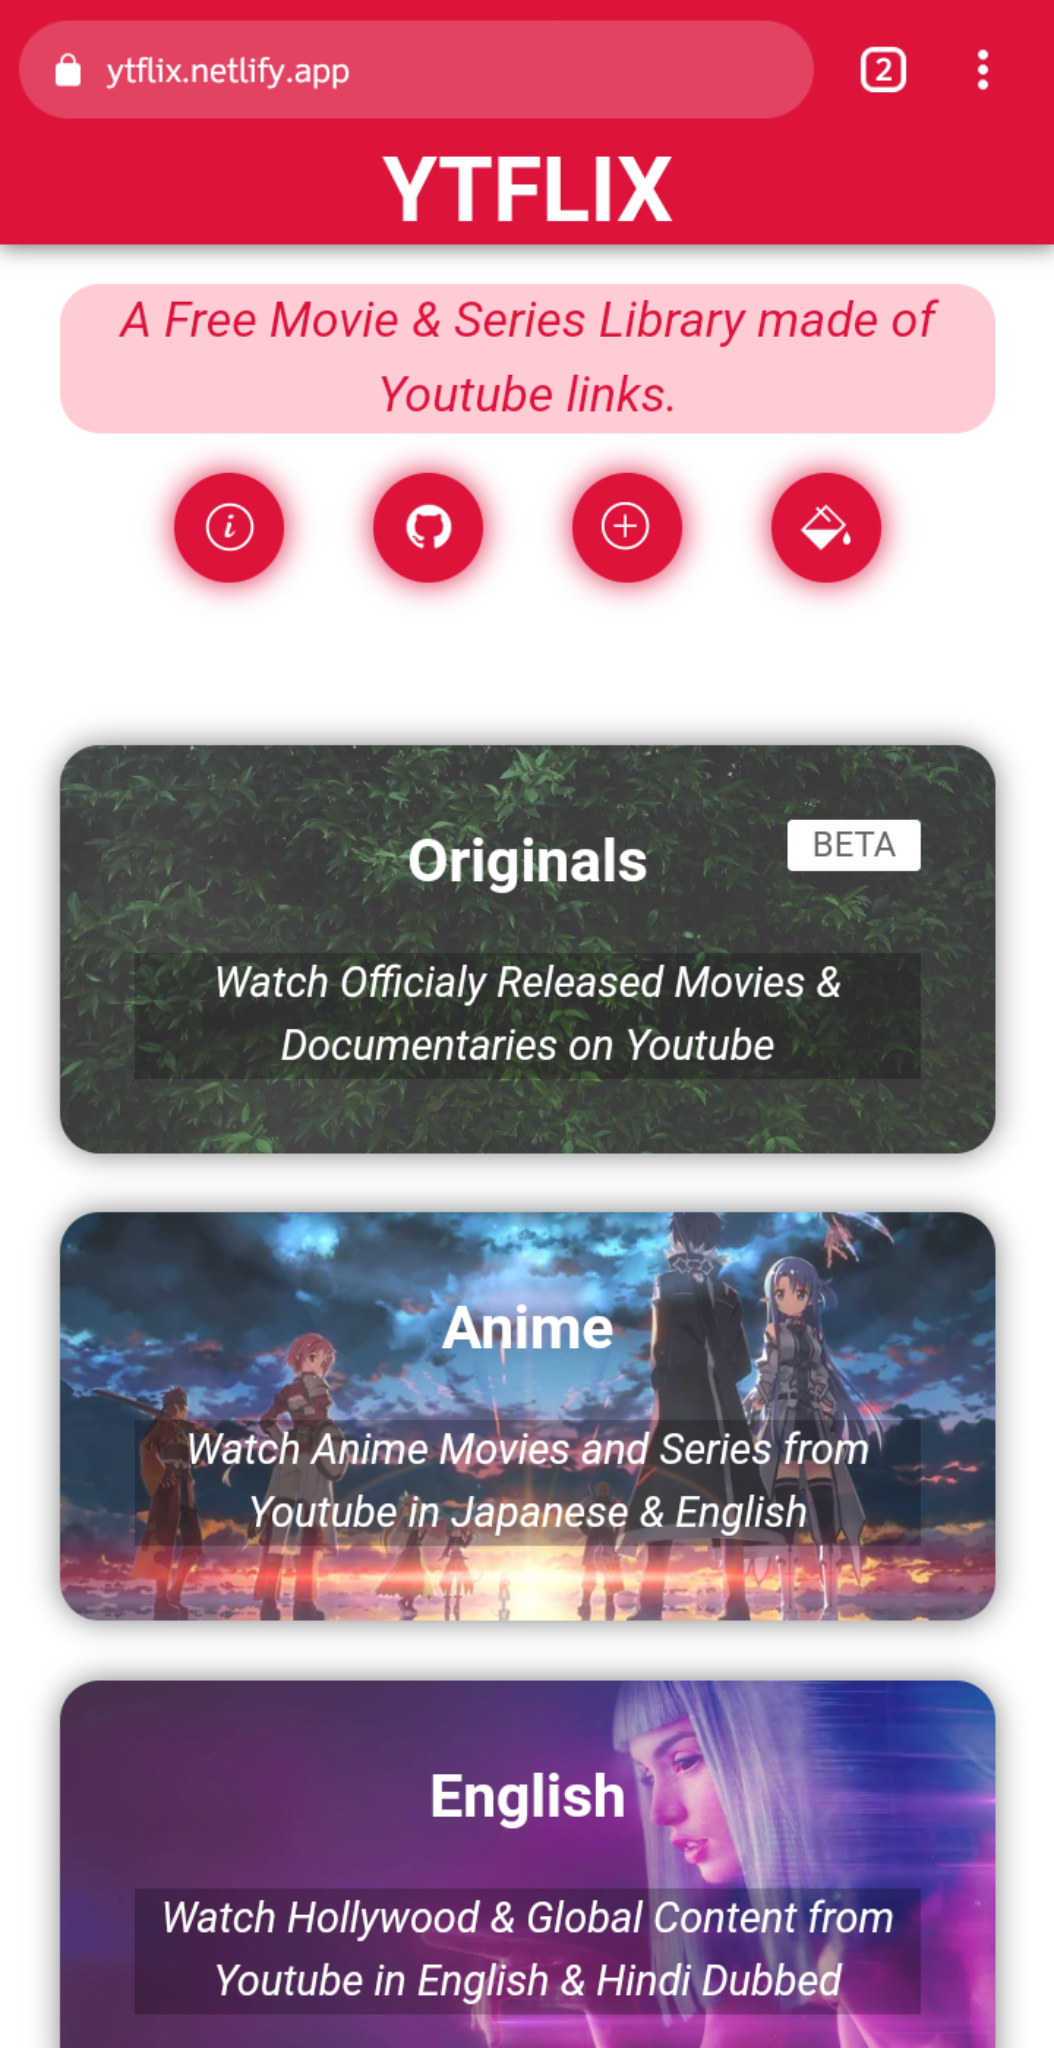 ytflix.netlify.app
2
YTFLIX
A Free Movie & Series Library made of
Youtube links.
Originals
BETA
Watch Officialy Released Movies &
Documentaries on Youtube
Anime
Watch Anime Movies and Series from
Youtube in Japanese & English
English
Watch Hollywood & Global Content from
Youtube in English & Hindi Dubbed